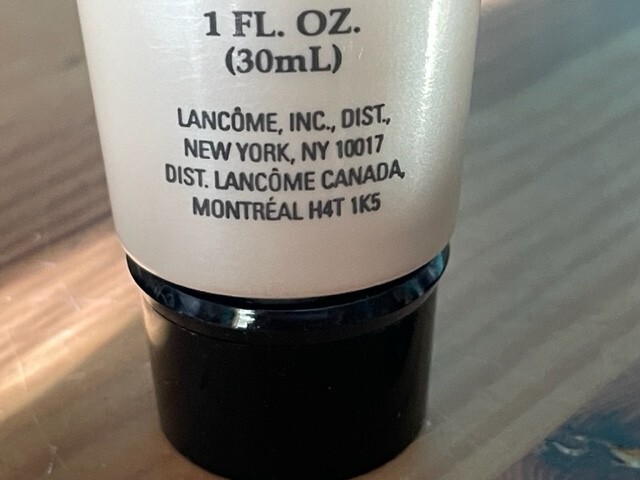 1 FL. OZ.
(30mL)
LANCÔME, INC., DIST.,
NEW YORK, NY 10017
DIST. LANCÔME CANADA,
MONTRÉAL H4T 1K5